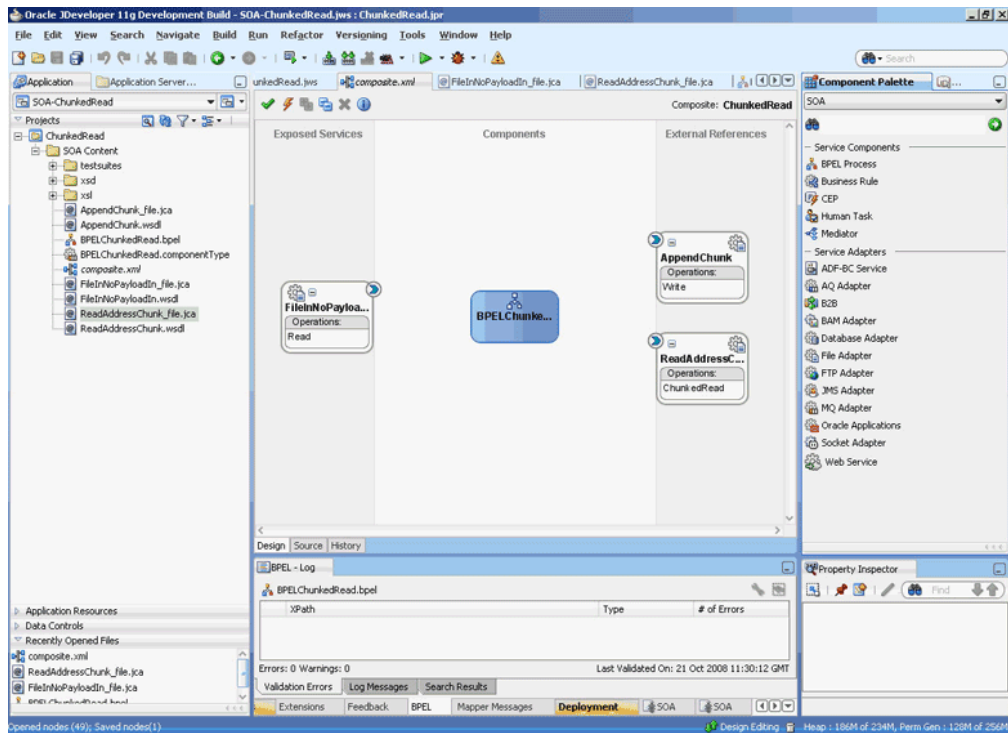 Oracle JDeveloper 11g Development Build - SOA-ChunkedRead.jws : ChunkedRead.jpr
File Edit View Search Navigate Build Run Refactor Versioning Tools Window Help
Search
Application
Application Server...
unkedRead.jws
composite.xml
FileInNoPayloadIn_file.jca
ReadAddressChunk_file.jca
Component Palette
SOA-ChunkedRead
Composite: ChunkedRead
SOA
Projects
ChunkedRead
SOA Content
testsuites
xsd
xsl
AppendChunk_file.jca
AppendChunk.wsdl
BPELChunkedRead.bpel
BPELChunkedRead.componentType
composite.xml
FileInNoPayloadIn_file.jca
FileInNoPayloadIn.wsdl
ReadAddressChunk_file.jca
ReadAddressChunk.wsdl
Exposed Services
Components
External References
FileInNoPayloa...
Operations:
Read
BPELChunke...
AppendChunk
Operations:
Write
ReadAddressC...
Operations:
ChunkedRead
Service Components
BPEL Process
Business Rule
CEP
Human Task
Mediator
Service Adapters
ADF-BC Service
AQ Adapter
B2B
BAM Adapter
Database Adapter
File Adapter
FTP Adapter
JMS Adapter
MQ Adapter
Oracle Applications
Socket Adapter
Web Service
Design Source History
BPEL - Log
BPELChunkedRead.bpel
XPath Type # of Errors
Errors: 0 Warnings: 0
Last Validated On: 21 Oct 2008 11:30:12 GMT
Validation Errors Log Messages Search Results
Extensions Feedback BPEL Mapper Messages Deployment SOA SOA
Property Inspector
Find
Application Resources
Data Controls
Recently Opened Files
composite.xml
ReadAddressChunk_file.jca
FileInNoPayloadIn_file.jca
BPELChunkedRead.bpel
Opened nodes (49); Saved nodes(1)
Design Editing
Heap : 186M of 234M, Perm Gen : 128M of 256M